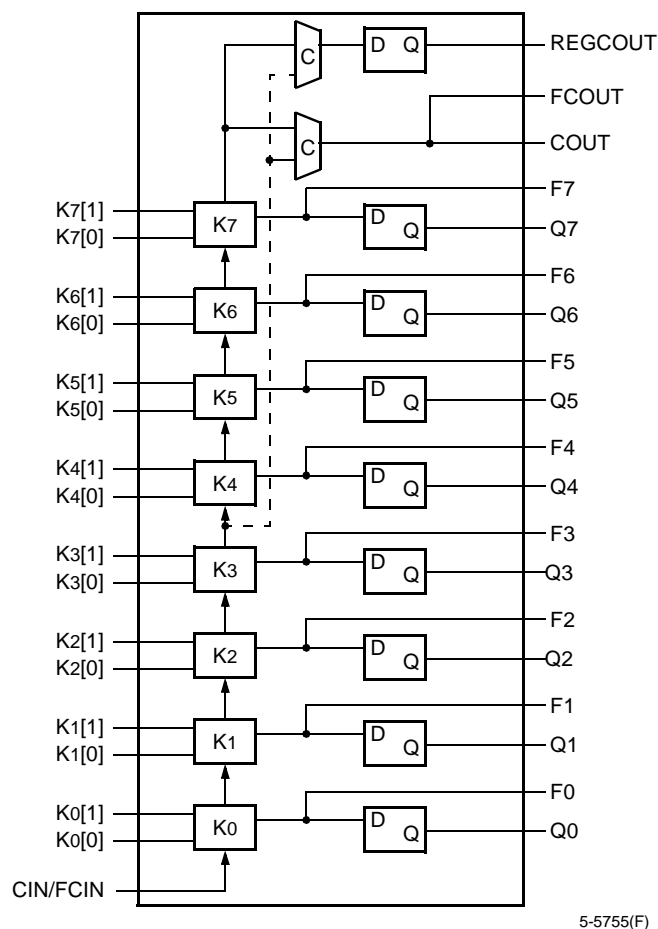 REGCOUT
D Q
C
FCOUT
COUT
C
F7
K7[1]
K7[0]
K7
D
Q
Q7
F6
K6[1]
K6[0]
K6
D
Q
Q6
F5
K5[1]
K5[0]
K5
D
Q
Q5
F4
K4[1]
K4[0]
K4
D
Q
Q4
F3
K3[1]
K3[0]
K3
D
Q
Q3
F2
K2[1]
K2[0]
K2
D
Q
Q2
F1
K1[1]
K1[0]
K1
D
Q
Q1
F0
K0[1]
K0[0]
K0
D
Q
Q0
CIN/FCIN
5-5755(F)